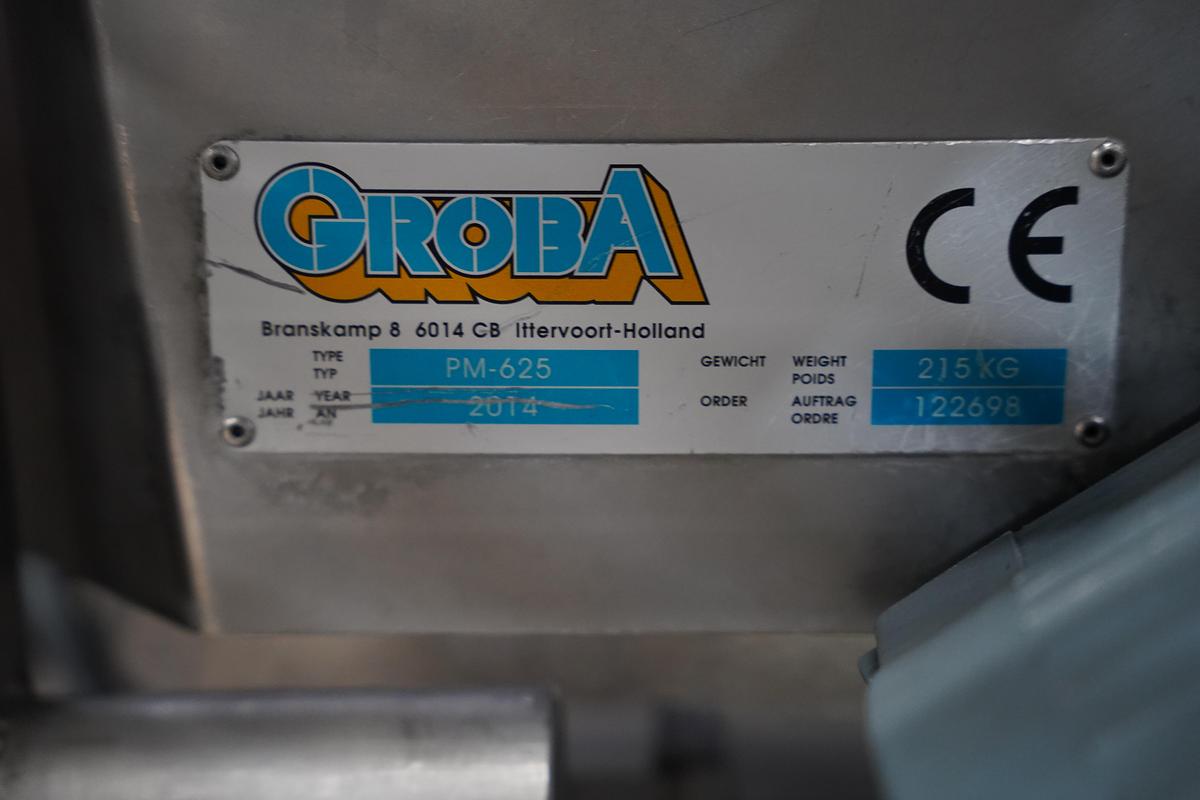 GROBA
CE
Branskamp 8 6014 CB Ittervoort-Holland
TYPE PM-625 GEWICHT WEIGHT 215 KG
TYP POIDS
JAAR YEAR 2014 ORDER AUFTRAG 122698
JAHR AN ORDRE